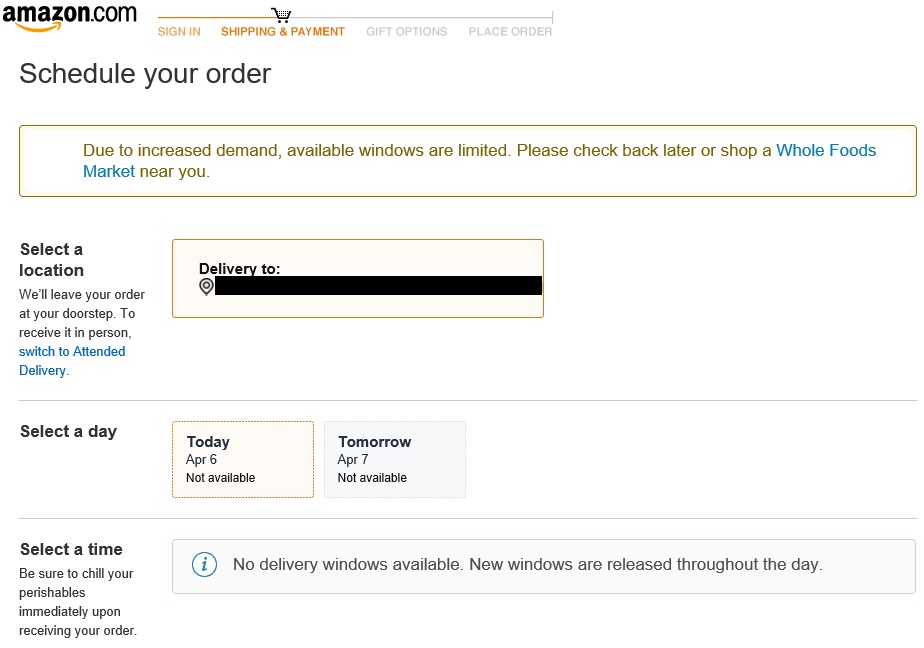 amazon.com
SIGN IN SHIPPING & PAYMENT GIFT OPTIONS PLACE ORDER
Schedule your order
Due to increased demand, available windows are limited. Please check back later or shop a Whole Foods
Market near you.
Select a
location
We'll leave your order
at your doorstep. To
receive it in person,
switch to Attended
Delivery.
Delivery to:
Select a day
Today
Apr 6
Not available
Tomorrow
Apr 7
Not available
Select a time
Be sure to chill your
perishables
immediately upon
receiving your order.
i
No delivery windows available. New windows are released throughout the day.